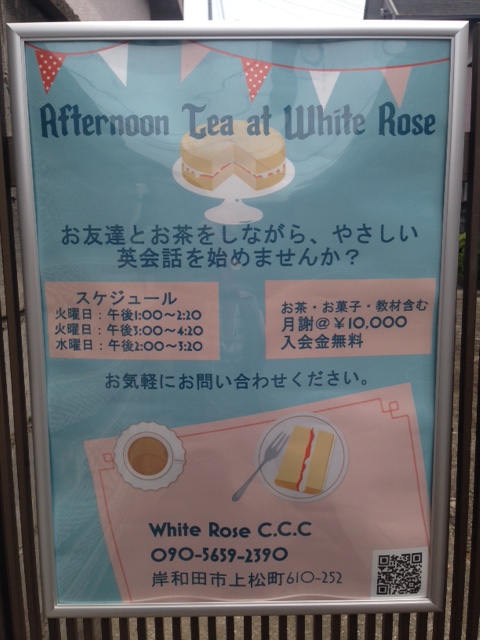 Afternoon Tea at White Rose
お友達とお茶をしながら、やさしい
英会話を始めませんか？
スケジュール
火曜日：午後1:00〜2:20
火曜日：午後3:00〜4:20
水曜日：午後2:00〜3:20
お茶・お菓子・教材含む
月謝@￥10,000
入会金無料
お気軽にお問い合わせください。
White Rose C.C.C
090-5659-2390
岸和田市上松町610-252